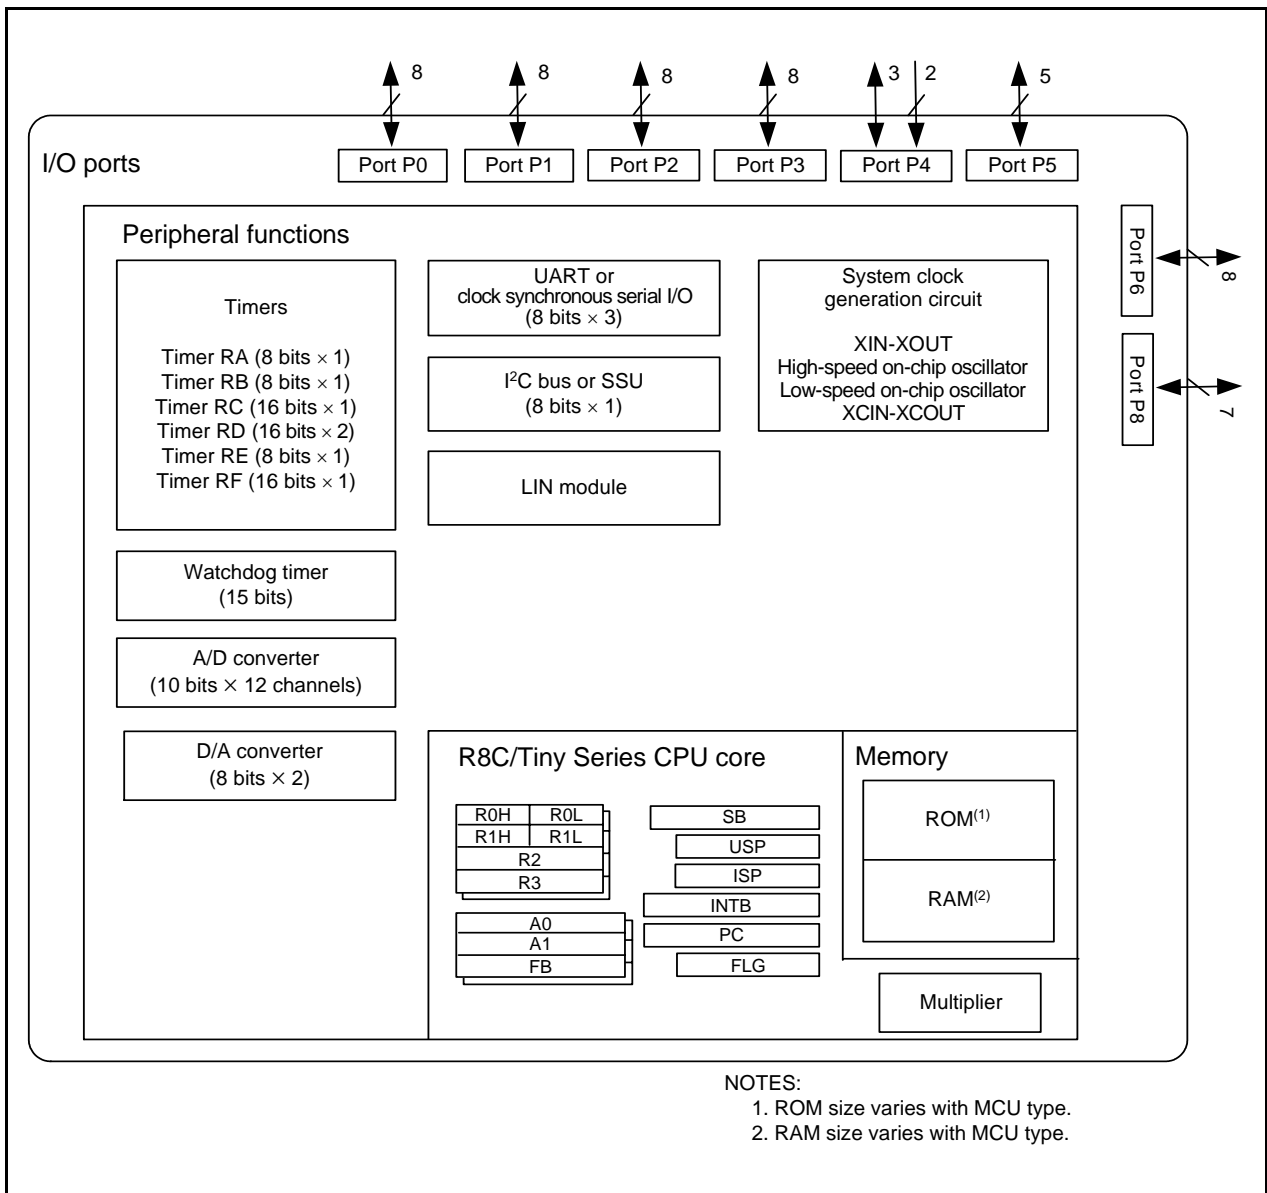 8
8
8
8
3
2
5
I/O ports
Port P0
Port P1
Port P2
Port P3
Port P4
Port P5
Port P6
8
Port P8
7
Peripheral functions
Timers
Timer RA (8 bits × 1)
Timer RB (8 bits × 1)
Timer RC (16 bits × 1)
Timer RD (16 bits × 2)
Timer RE (8 bits × 1)
Timer RF (16 bits × 1)
UART or
clock synchronous serial I/O
(8 bits × 3)
I²C bus or SSU
(8 bits × 1)
LIN module
System clock
generation circuit
XIN-XOUT
High-speed on-chip oscillator
Low-speed on-chip oscillator
XCIN-XCOUT
Watchdog timer
(15 bits)
A/D converter
(10 bits × 12 channels)
D/A converter
(8 bits × 2)
R8C/Tiny Series CPU core
R0H
R0L
R1H
R1L
R2
R3
A0
A1
FB
SB
USP
ISP
INTB
PC
FLG
Memory
ROM(1)
RAM(2)
Multiplier
NOTES:
1. ROM size varies with MCU type.
2. RAM size varies with MCU type.